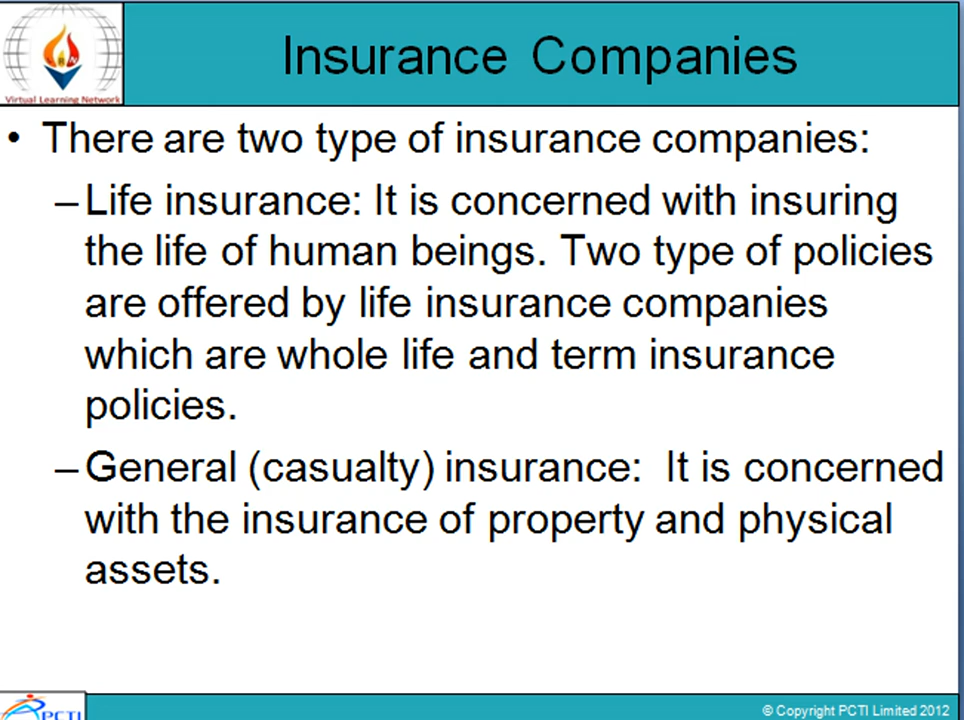 Insurance Companies
Virtual Learning Network
• There are two type of insurance companies:
– Life insurance: It is concerned with insuring
the life of human beings. Two type of policies
are offered by life insurance companies
which are whole life and term insurance
policies.
– General (casualty) insurance: It is concerned
with the insurance of property and physical
assets.
PCTI
© Copyright PCTI Limited 2012